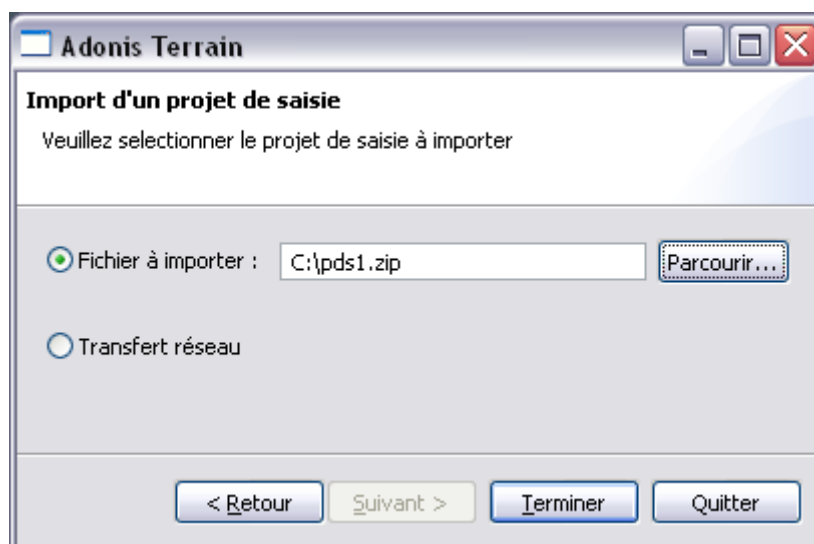 Adonis Terrain
Import d'un projet de saisie
Veuillez selectionner le projet de saisie à importer
Fichier à importer : C:\pds1.zip Parcourir...
Transfert réseau
< Retour Suivant > Terminer Quitter